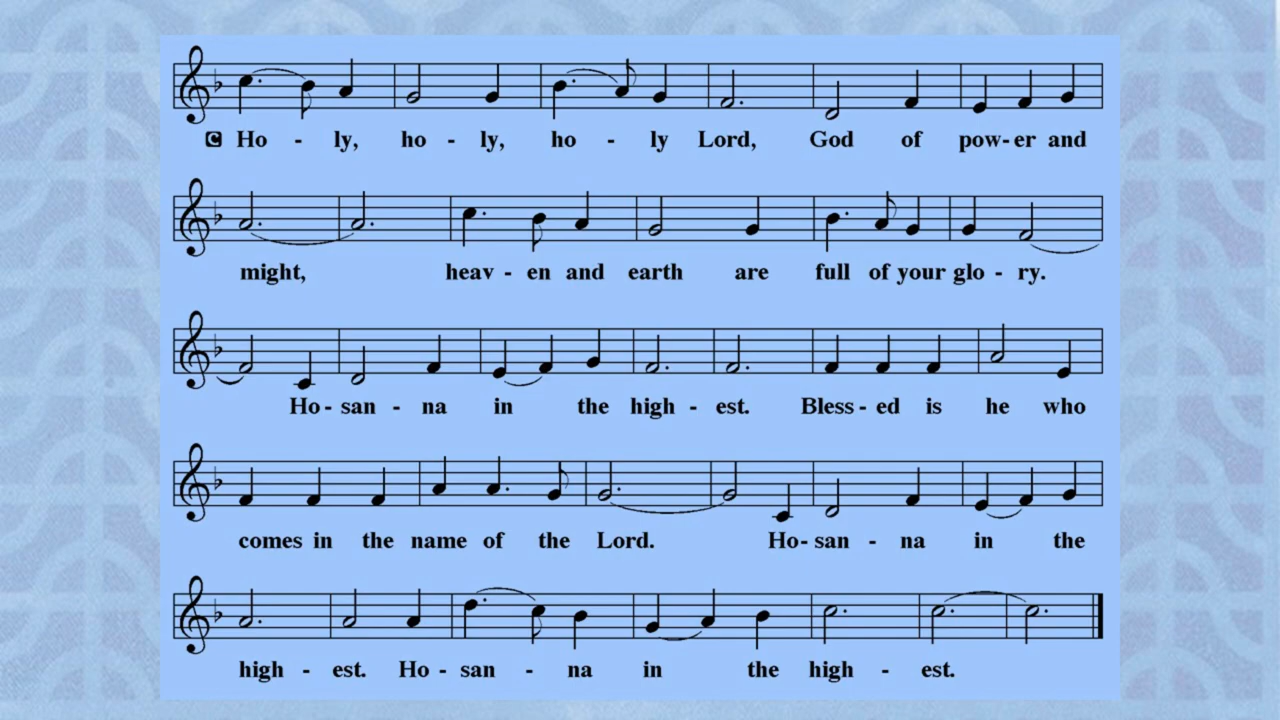 C Ho - ly, ho - ly, ho - ly Lord, God of pow- er and
might, heav - en and earth are full of your glo - ry.
Ho - san - na in the high - est. Bless - ed is he who
comes in the name of the Lord. Ho- san - na in the
high - est. Ho - san - na in the high - est.